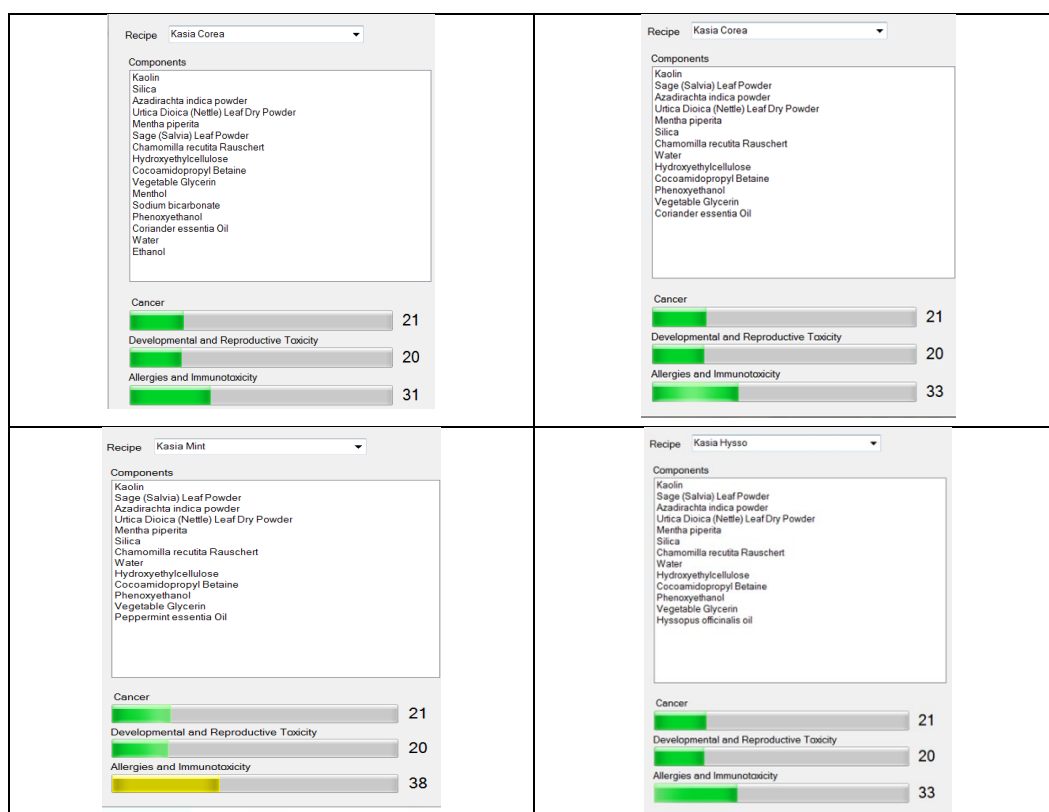 Recipe Kasia Corea
Components
Kaolin
Silica
Azadirachta indica powder
Urtica Dioica (Nettle) Leaf Dry Powder
Mentha piperita
Sage (Salvia) Leaf Powder
Chamomilla recutita Rauschert
Hydroxyethylcellulose
Cocoamidopropyl Betaine
Vegetable Glycerin
Menthol
Sodium bicarbonate
Phenoxyethanol
Coriander essentia Oil
Water
Ethanol
Cancer
21
Developmental and Reproductive Toxicity
20
Allergies and Immunotoxicity
31
Recipe Kasia Corea
Components
Kaolin
Sage (Salvia) Leaf Powder
Azadirachta indica powder
Urtica Dioica (Nettle) Leaf Dry Powder
Mentha piperita
Silica
Chamomilla recutita Rauschert
Water
Hydroxyethylcellulose
Cocoamidopropyl Betaine
Phenoxyethanol
Vegetable Glycerin
Coriander essentia Oil
Cancer
21
Developmental and Reproductive Toxicity
20
Allergies and Immunotoxicity
33
Recipe Kasia Mint
Components
Kaolin
Sage (Salvia) Leaf Powder
Azadirachta indica powder
Urtica Dioica (Nettle) Leaf Dry Powder
Mentha piperita
Silica
Chamomilla recutita Rauschert
Water
Hydroxyethylcellulose
Cocoamidopropyl Betaine
Phenoxyethanol
Vegetable Glycerin
Peppermint essentia Oil
Cancer
21
Developmental and Reproductive Toxicity
20
Allergies and Immunotoxicity
38
Recipe Kasia Hysso
Components
Kaolin
Sage (Salvia) Leaf Powder
Azadirachta indica powder
Urtica Dioica (Nettle) Leaf Dry Powder
Mentha piperita
Silica
Chamomilla recutita Rauschert
Water
Hydroxyethylcellulose
Cocoamidopropyl Betaine
Phenoxyethanol
Vegetable Glycerin
Hyssopus officinalis oil
Cancer
21
Developmental and Reproductive Toxicity
20
Allergies and Immunotoxicity
33